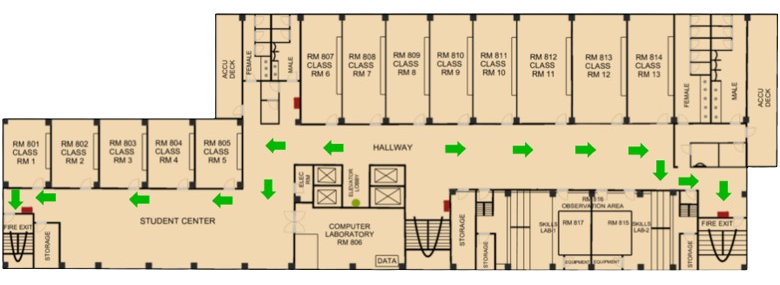 ACCU
DECK
FEMALE
MALE
RM 807
CLASS
RM 6
RM 808
CLASS
RM 7
RM 809
CLASS
RM 8
RM 810
CLASS
RM 9
RM 811
CLASS
RM 10
RM 812
CLASS
RM 11
RM 813
CLASS
RM 12
RM 814
CLASS
RM 13
FEMALE
MALE
ACCU
DECK
RM 801
CLASS
RM 1
RM 802
CLASS
RM 2
RM 803
CLASS
RM 3
RM 804
CLASS
RM 4
RM 805
CLASS
RM 5
HALLWAY
ELEC
RM
ELEVATOR
LOBBY
STUDENT CENTER
FIRE EXIT
STORAGE
COMPUTER
LABORATORY
RM 806
DATA
STORAGE
STORAGE
RM 816
OBSERVATION AREA
SKILLS
LAB-1
RM 817
RM 815
SKILLS
LAB-2
EQUIPMENT
EQUIPMENT
STORAGE
FIRE EXIT
STORAGE